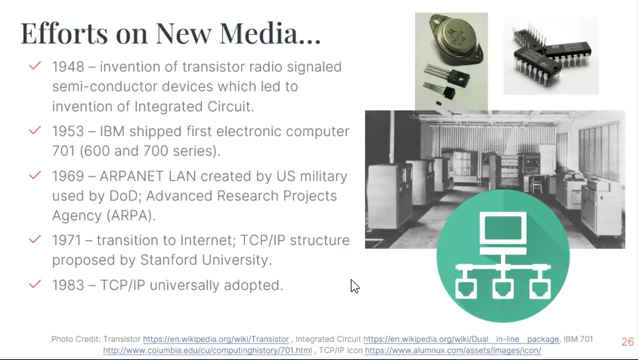 Efforts on New Media…
1948 – invention of transistor radio signaled
semi-conductor devices which led to
invention of Integrated Circuit.
1953 – IBM shipped first electronic computer
701 (600 and 700 series).
1969 – ARPANET LAN created by US military
used by DoD; Advanced Research Projects
Agency (ARPA).
1971 – transition to Internet; TCP/IP structure
proposed by Stanford University.
1983 – TCP/IP universally adopted.
Photo Credit: Transistor https://en.wikipedia.org/wiki/Transistor , Integrated Circuit https://en.wikipedia.org/wiki/Dual_in-line_package, IBM 701
http://www.columbia.edu/cu/computinghistory/701.html , TCP/IP Icon https://www.alumnux.com/assets/images/icon/
26